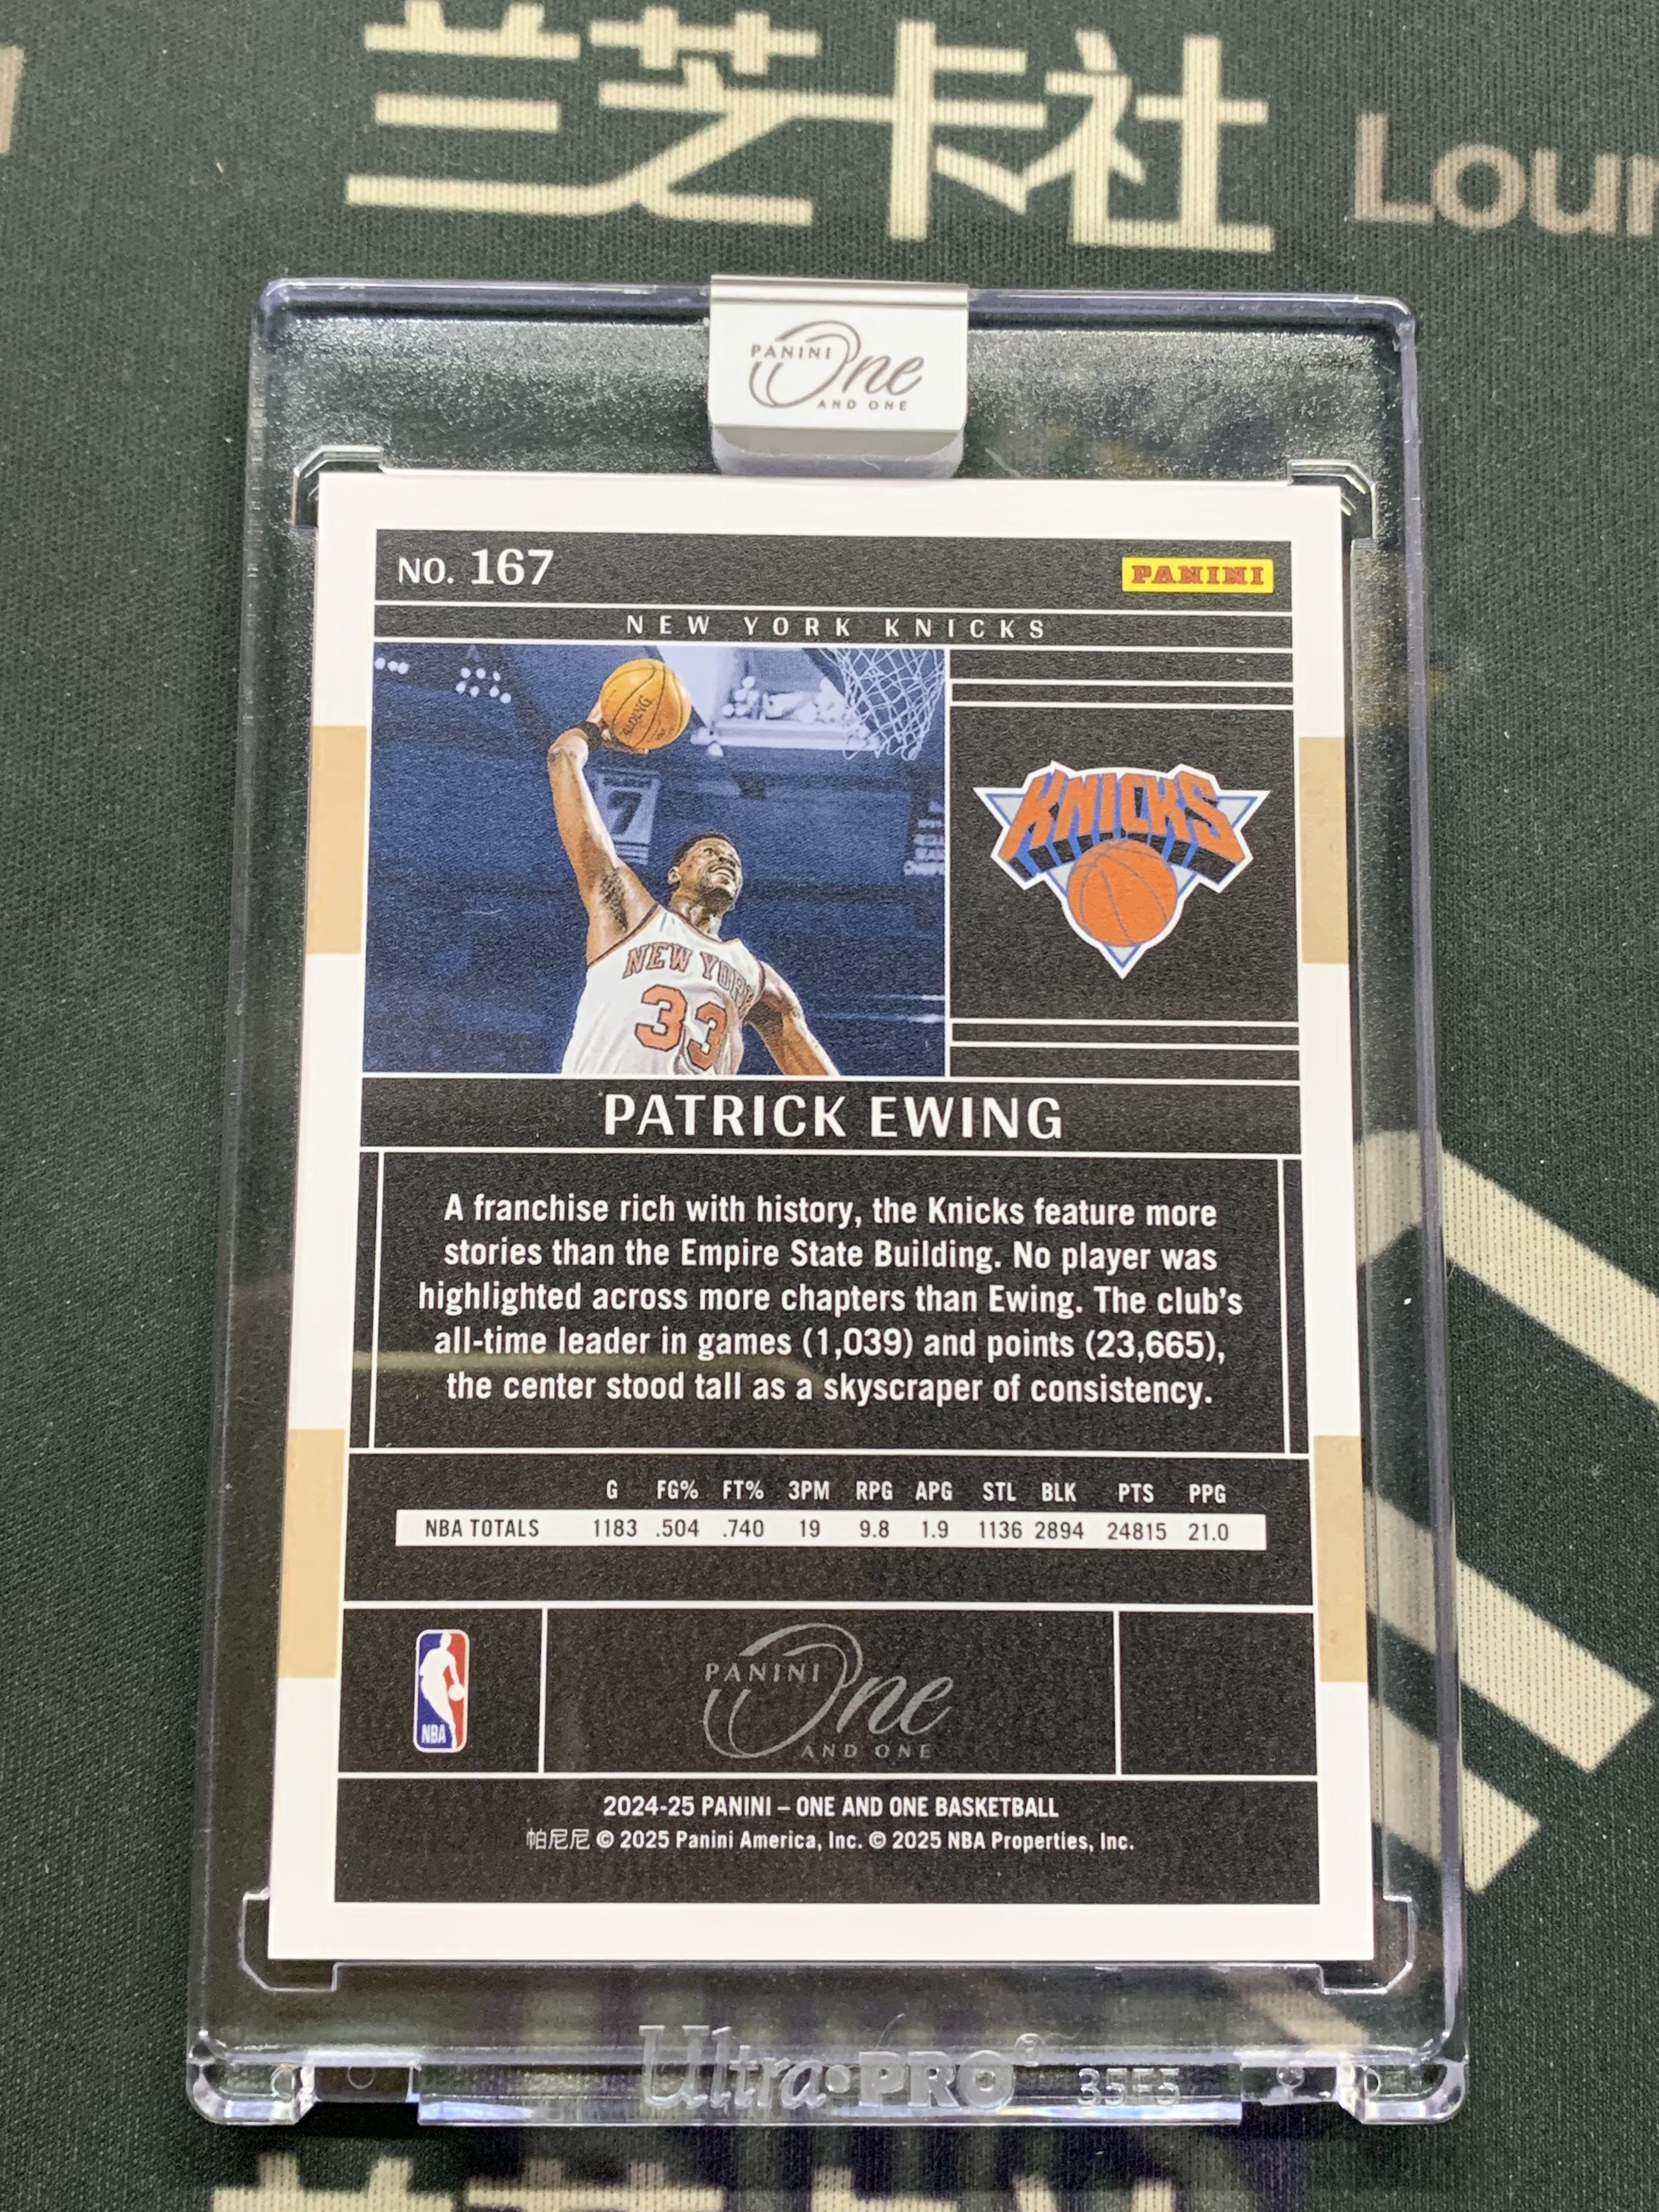 兰芝卡社 Loun
PANINI
One
AND ONE
NO. 167
PANINI
NEW YORK KNICKS
SPALDING
7
KNICKS
NEW YORK
33
PATRICK EWING
A franchise rich with history, the Knicks feature more
stories than the Empire State Building. No player was
highlighted across more chapters than Ewing. The club's
all-time leader in games (1,039) and points (23,665),
the center stood tall as a skyscraper of consistency.
G FG% FT% 3PM RPG APG STL BLK PTS PPG
NBA TOTALS 1183 .504 .740 19 9.8 1.9 1136 2894 24815 21.0
NBA
PANINI
One
AND ONE
2024-25 PANINI – ONE AND ONE BASKETBALL
帕尼尼 © 2025 Panini America, Inc. © 2025 NBA Properties, Inc.
Ultra•PRO® 35E5